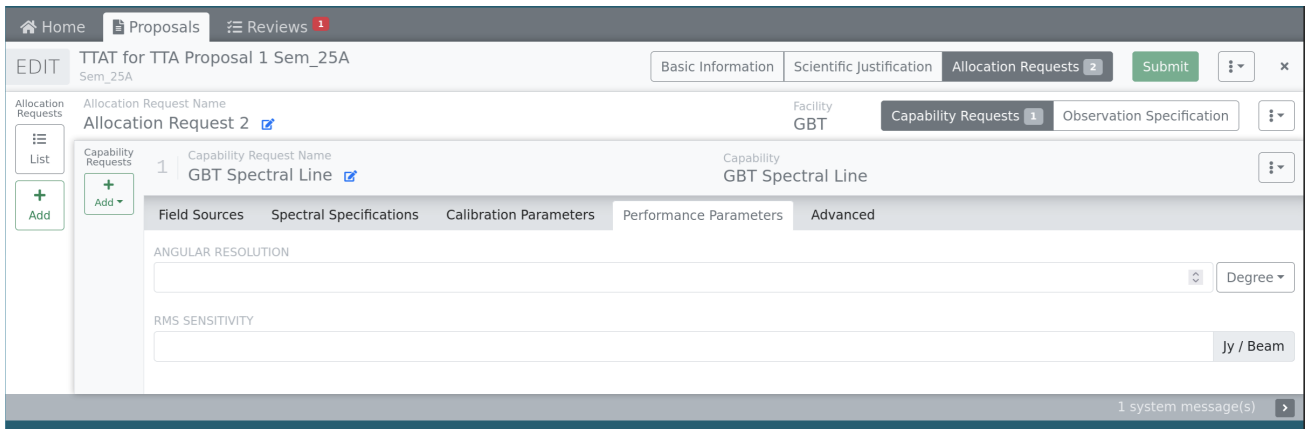 Home Proposals Reviews 1
EDIT TTAT for TTA Proposal 1 Sem_25A Basic Information Scientific Justification Allocation Requests 2 Submit
Sem_25A
Allocation Requests Allocation Request Name Facility
Allocation Request 2 GBT Capability Requests 1 Observation Specification
List
Add
Capability Requests
Add
1 Capability Request Name Capability
GBT Spectral Line GBT Spectral Line
Field Sources Spectral Specifications Calibration Parameters Performance Parameters Advanced
ANGULAR RESOLUTION
Degree
RMS SENSITIVITY
Jy / Beam
1 system message(s)